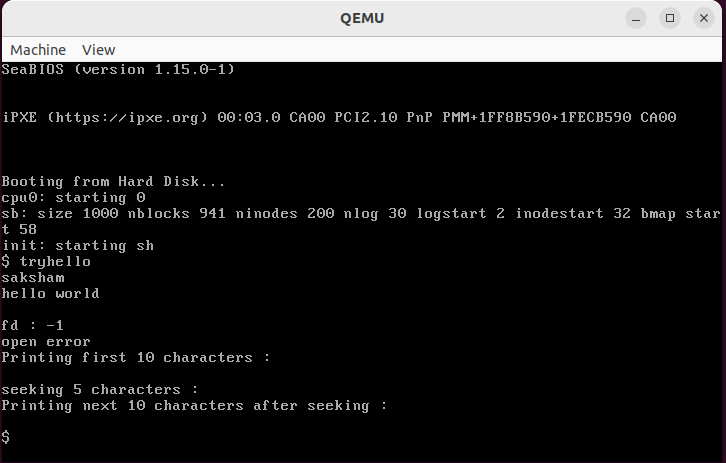 QEMU
Machine View
SeaBIOS (version 1.15.0-1)
iPXE (https://ipxe.org) 00:03.0 CA00 PCI2.10 PnP PMM+1FF8B590+1FECB590 CA00
Booting from Hard Disk...
cpu0: starting 0
sb: size 1000 nblocks 941 ninodes 200 nlog 30 logstart 2 inodestart 32 bmap star
t 58
init: starting sh
$ tryhello
saksham
hello world
fd : -1
open error
Printing first 10 characters :
seeking 5 characters :
Printing next 10 characters after seeking :
$